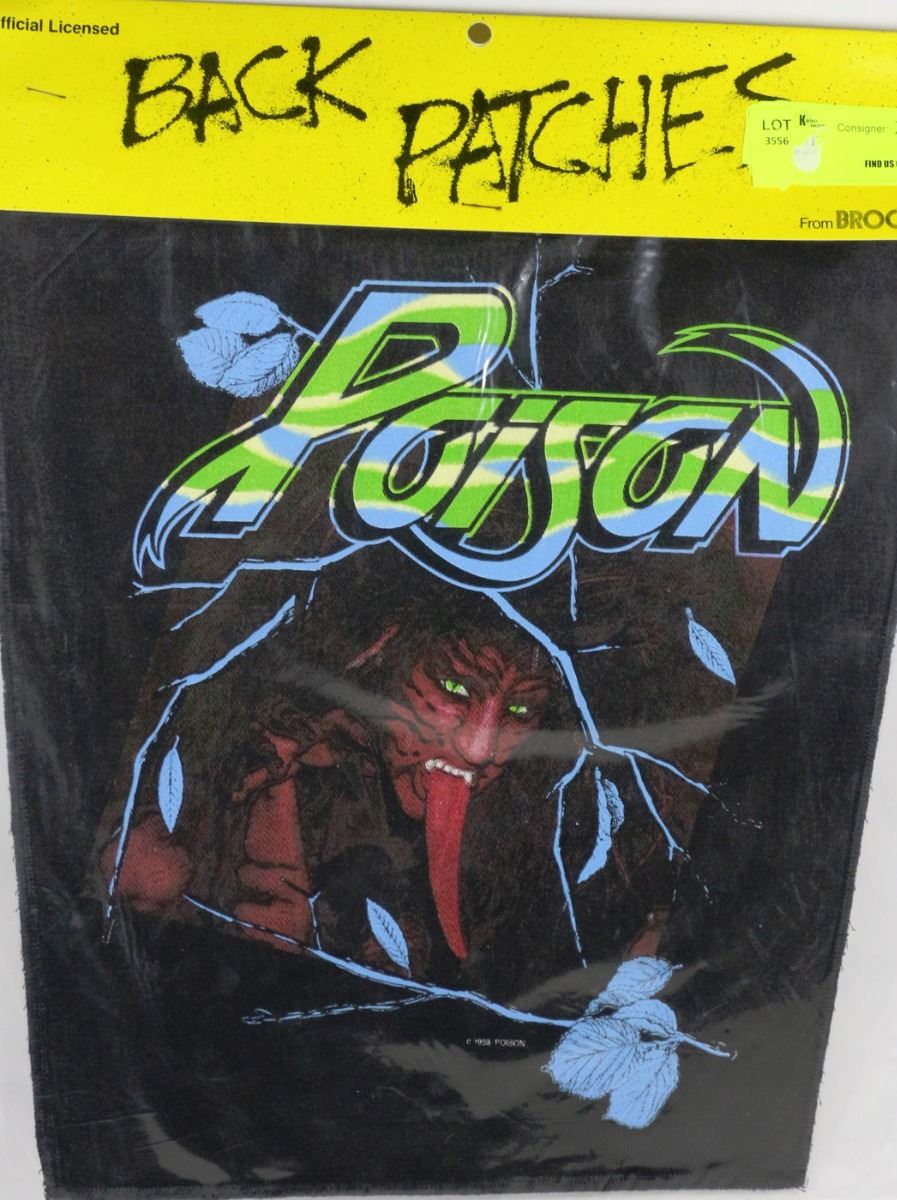 fficial Licensed
BACK
PATCHES
LOT
3556
Consigner
FIND US
From BROC
Poison
© 1988 POISON